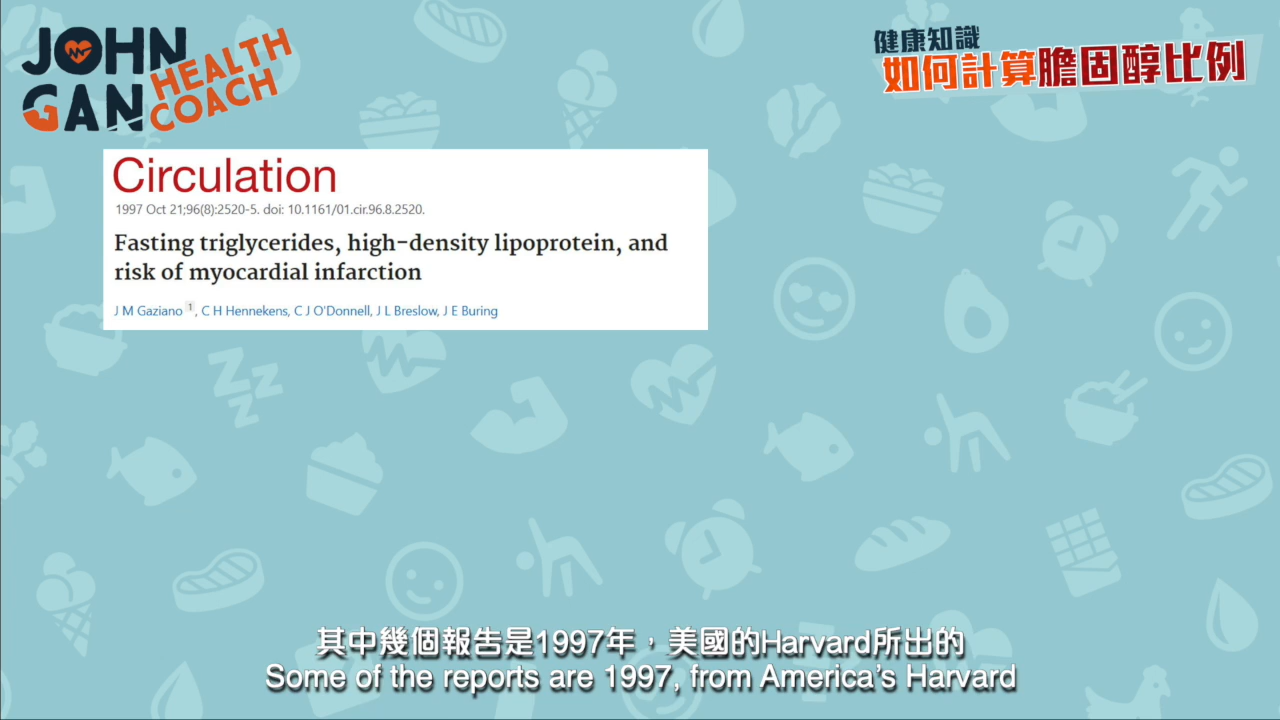 JOHN
GAN
HEALTH
COACH
健康知識
如何計算膽固醇比例
Circulation
1997 Oct 21;96(8):2520-5. doi: 10.1161/01.cir.96.8.2520.
Fasting triglycerides, high-density lipoprotein, and
risk of myocardial infarction
J M Gaziano 1, C H Hennekens, C J O'Donnell, J L Breslow, J E Buring
其中幾個報告是1997年，美國的Harvard所出的
Some of the reports are 1997, from America's Harvard